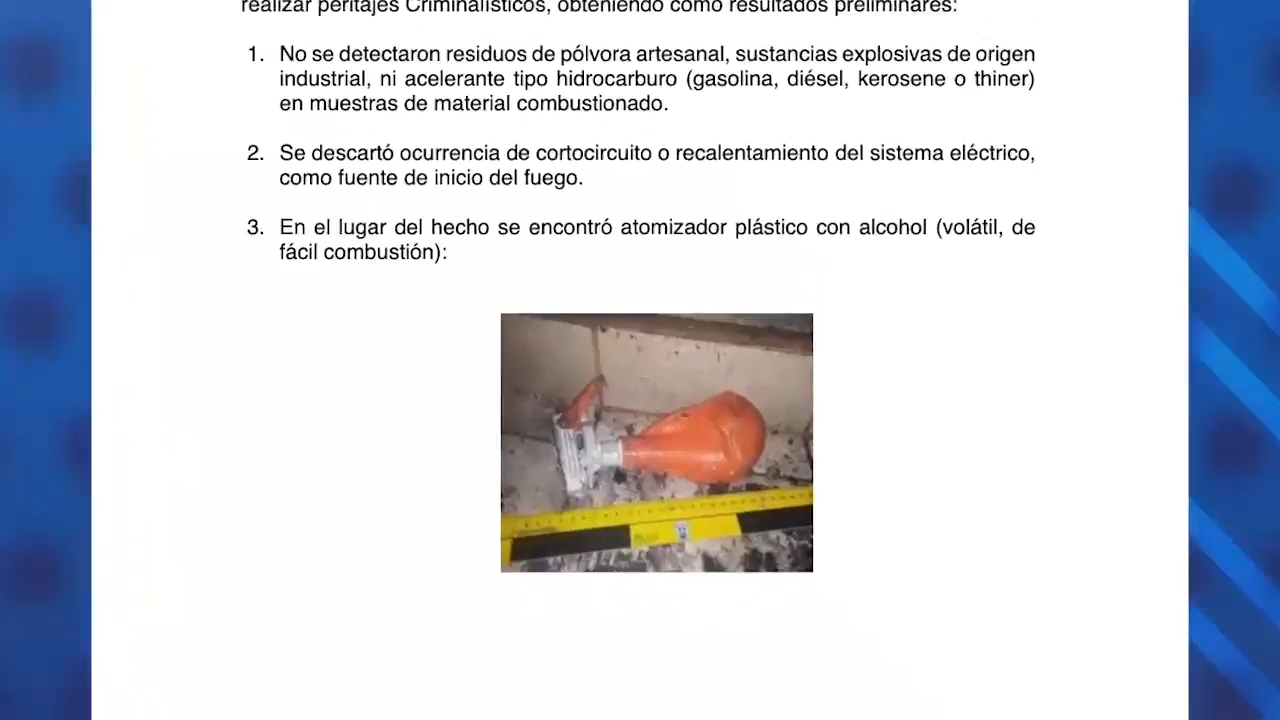 realizar peritajes Criminalísticos, obteniendo como resultados preliminares:
1. No se detectaron residuos de pólvora artesanal, sustancias explosivas de origen
industrial, ni acelerante tipo hidrocarburo (gasolina, diésel, kerosene o thiner)
en muestras de material combustionado.
2. Se descartó ocurrencia de cortocircuito o recalentamiento del sistema eléctrico,
como fuente de inicio del fuego.
3. En el lugar del hecho se encontró atomizador plástico con alcohol (volátil, de
fácil combustión):